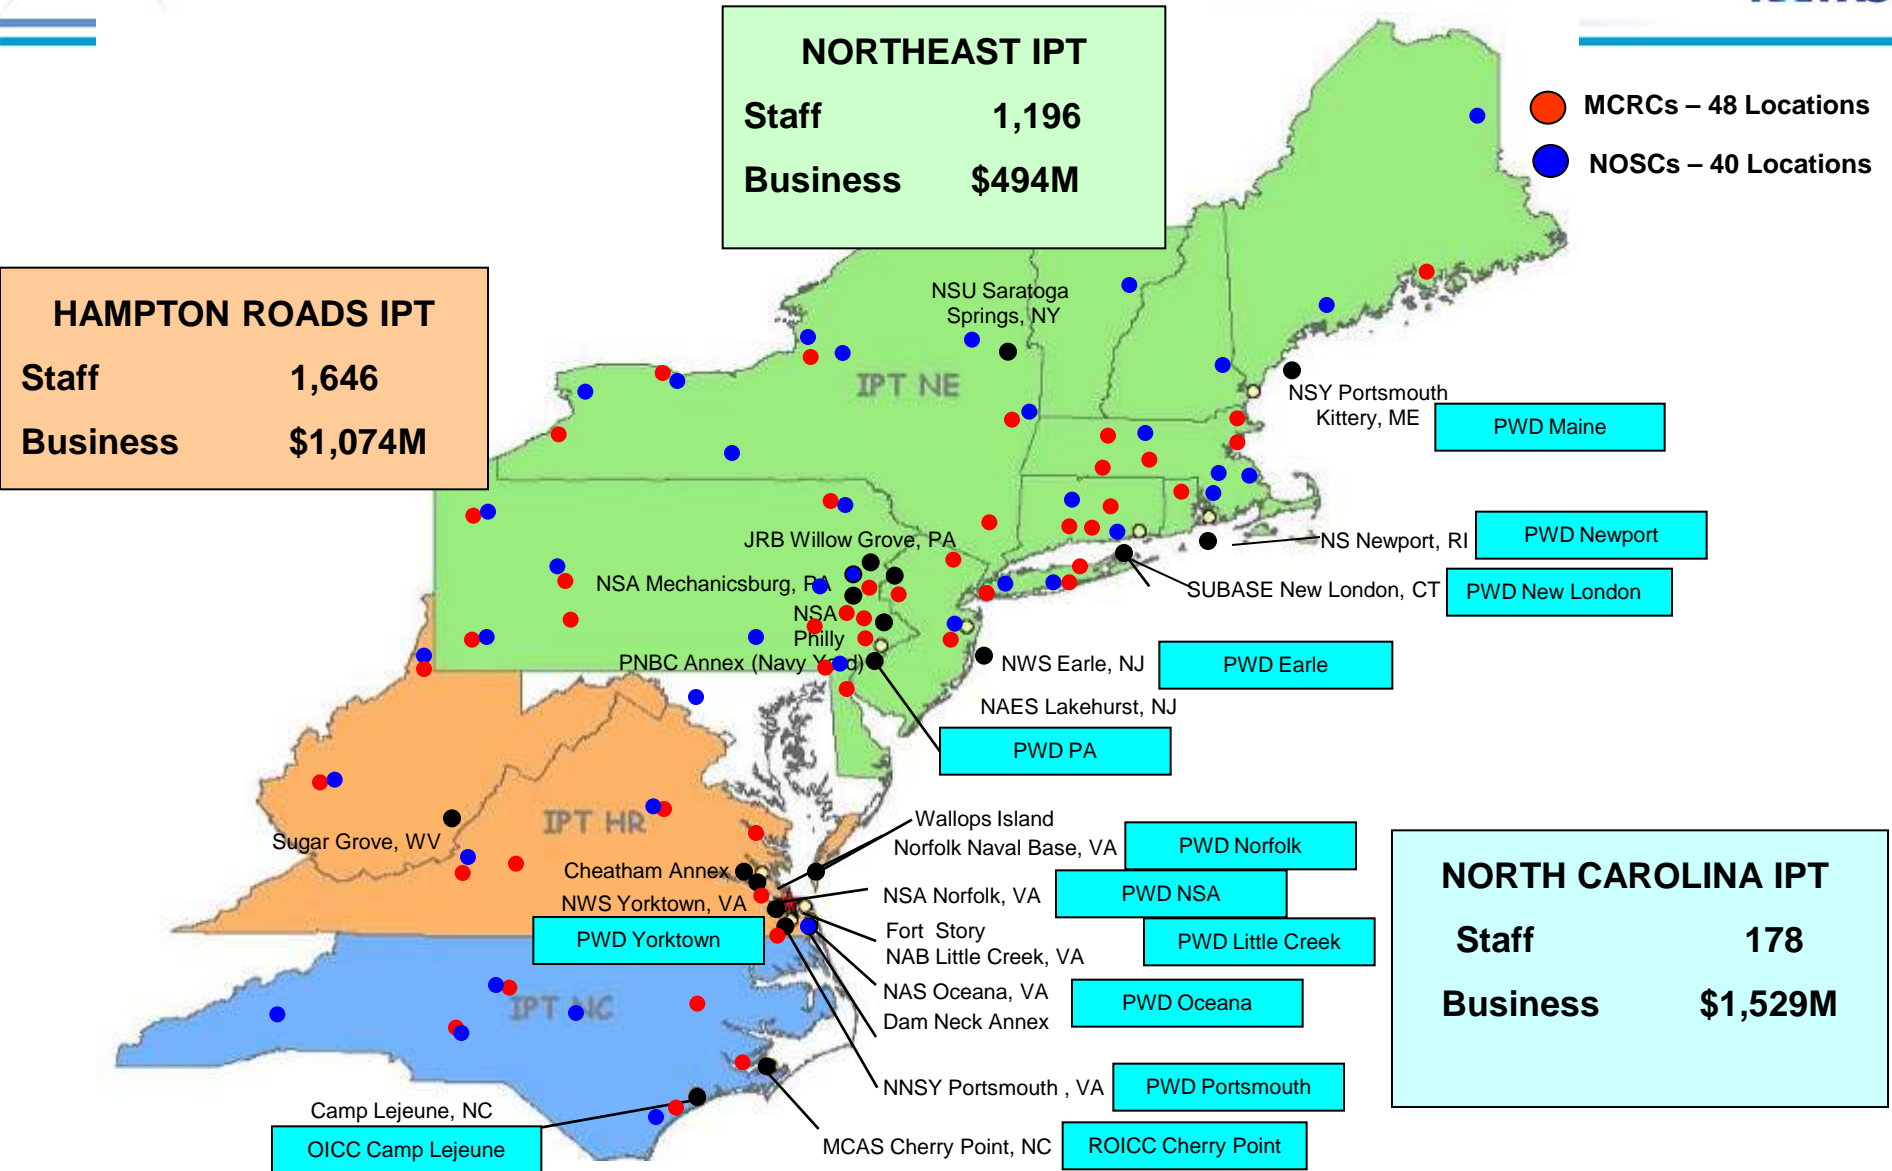 NORTHEAST IPT
Staff 1,196
Business $494M
MCRCs – 48 Locations
NOSCs – 40 Locations
HAMPTON ROADS IPT
Staff 1,646
Business $1,074M
NSU Saratoga
Springs, NY
IPT NE
NSY Portsmouth
Kittery, ME
PWD Maine
JRB Willow Grove, PA
NS Newport, RI
PWD Newport
NSA Mechanicsburg, PA
SUBASE New London, CT
PWD New London
NSA
Philly
PNBC Annex (Navy Yard)
NWS Earle, NJ
PWD Earle
NAES Lakehurst, NJ
PWD PA
IPT HR
Sugar Grove, WV
Wallops Island
Norfolk Naval Base, VA
PWD Norfolk
Cheatham Annex
NWS Yorktown, VA
PWD Yorktown
NSA Norfolk, VA
PWD NSA
Fort Story
NAB Little Creek, VA
PWD Little Creek
NAS Oceana, VA
PWD Oceana
Dam Neck Annex
NORTH CAROLINA IPT
Staff 178
Business $1,529M
IPT NC
NNSY Portsmouth , VA
PWD Portsmouth
Camp Lejeune, NC
OICC Camp Lejeune
MCAS Cherry Point, NC
ROICC Cherry Point